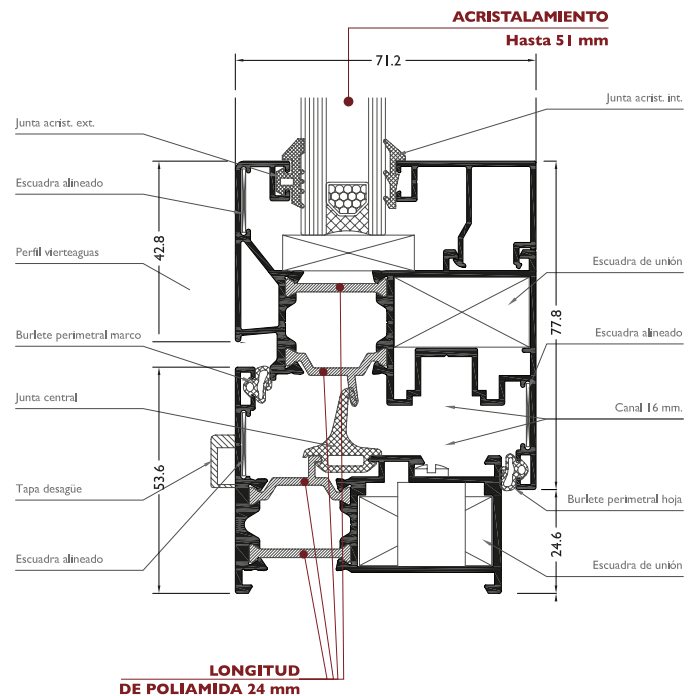 ACRISTALAMIENTO
Hasta 51 mm
71.2
Junta acrist. ext.
Junta acrist. int.
Escuadra alineado
42.8
Perfil vierteaguas
Escuadra de unión
77.8
Burlete perimetral marco
Escuadra alineado
Junta central
Canal 16 mm.
53.6
Tapa desagüe
Burlete perimetral hoja
24.6
Escuadra alineado
Escuadra de unión
LONGITUD
DE POLIAMIDA 24 mm